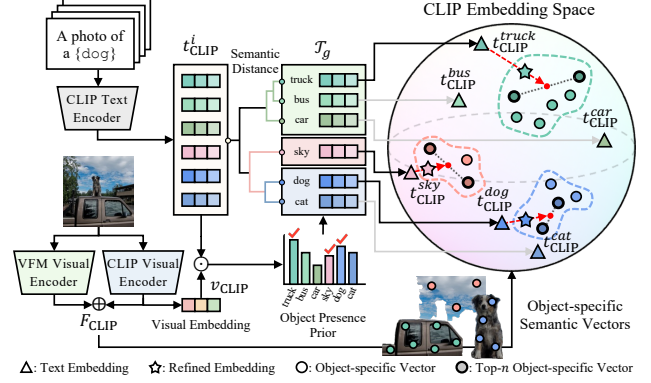 CLIP Embedding Space
A photo of
a {dog}
t^i_CLIP
Semantic
Distance
T_g
CLIP Text
Encoder
truck
bus
car
sky
dog
cat
t^truck_CLIP
t^bus_CLIP
t^car_CLIP
t^sky_CLIP
t^dog_CLIP
t^cat_CLIP
VFM Visual
Encoder
CLIP Visual
Encoder
F_CLIP
v_CLIP
Visual Embedding
truck
bus
car
sky
dog
cat
Object Presence
Prior
Object-specific
Semantic Vectors
△: Text Embedding ☆: Refined Embedding ○: Object-specific Vector ○: Top-n Object-specific Vector